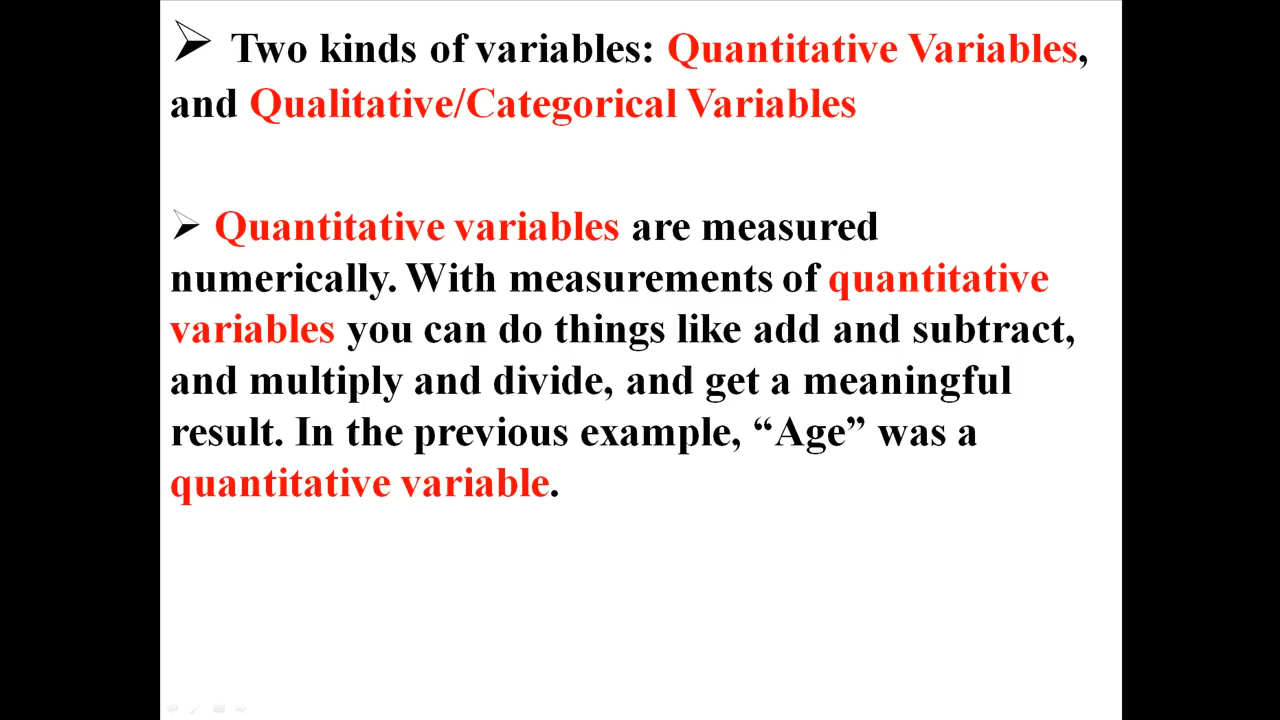 ➢ Two kinds of variables: Quantitative Variables,
and Qualitative/Categorical Variables
➢ Quantitative variables are measured
numerically. With measurements of quantitative
variables you can do things like add and subtract,
and multiply and divide, and get a meaningful
result. In the previous example, “Age” was a
quantitative variable.